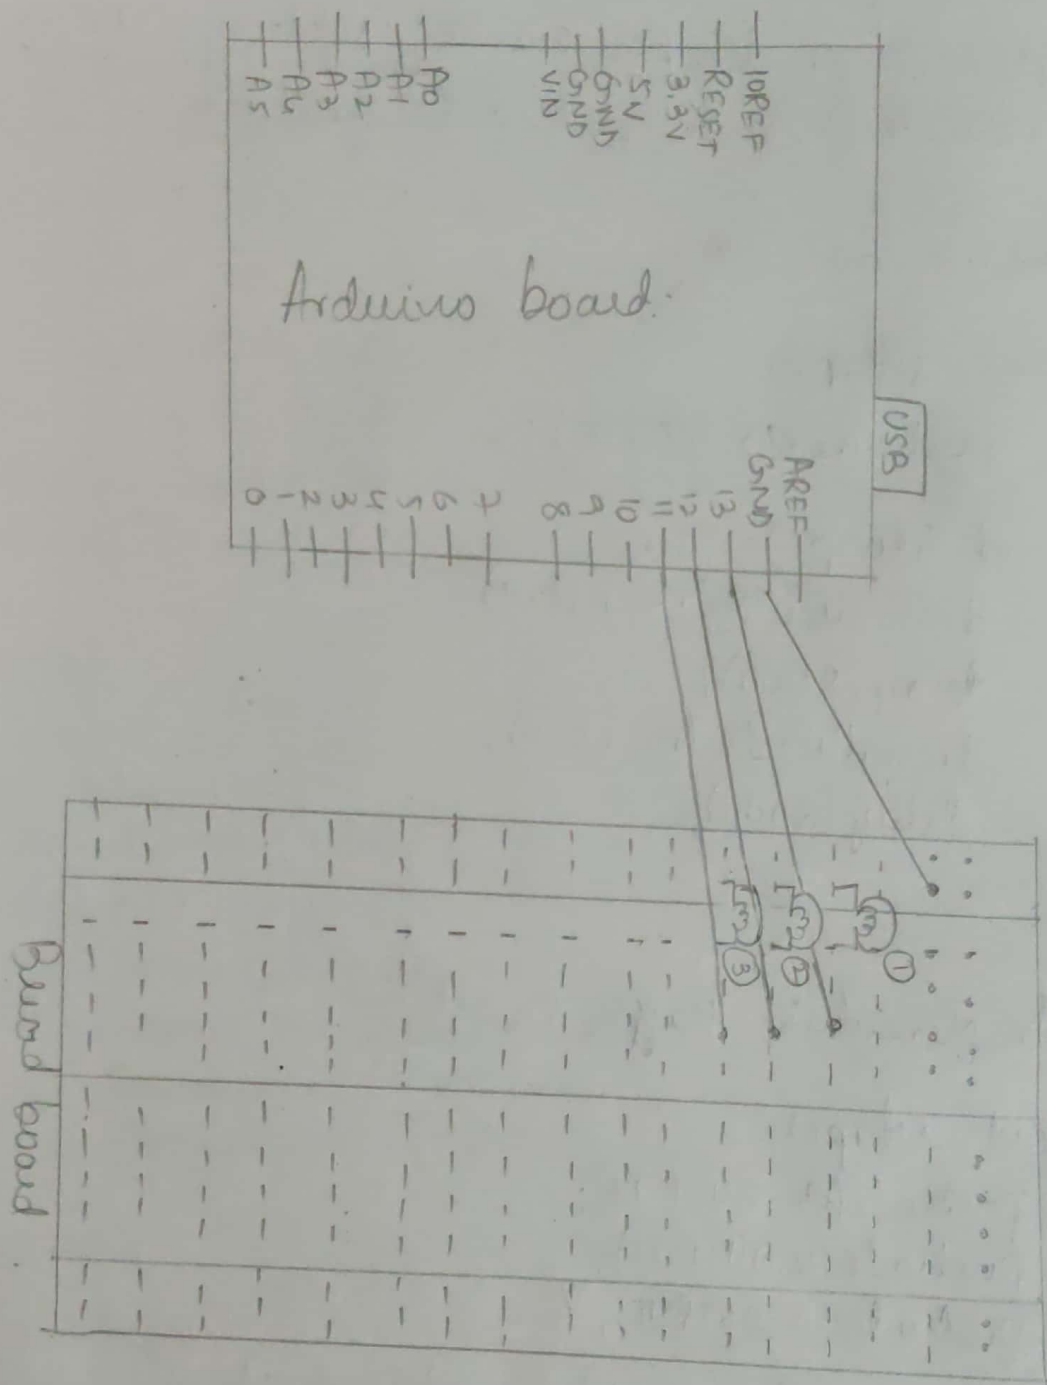 A5
A4
A3
A2
A1
A0
VIN
GND
GND
5V
3.3V
RESET
IOREF
Arduino board.
USB
0
1
2
3
4
5
6
7
8
9
10
11
12
13
GND
AREF
1
2
3
board